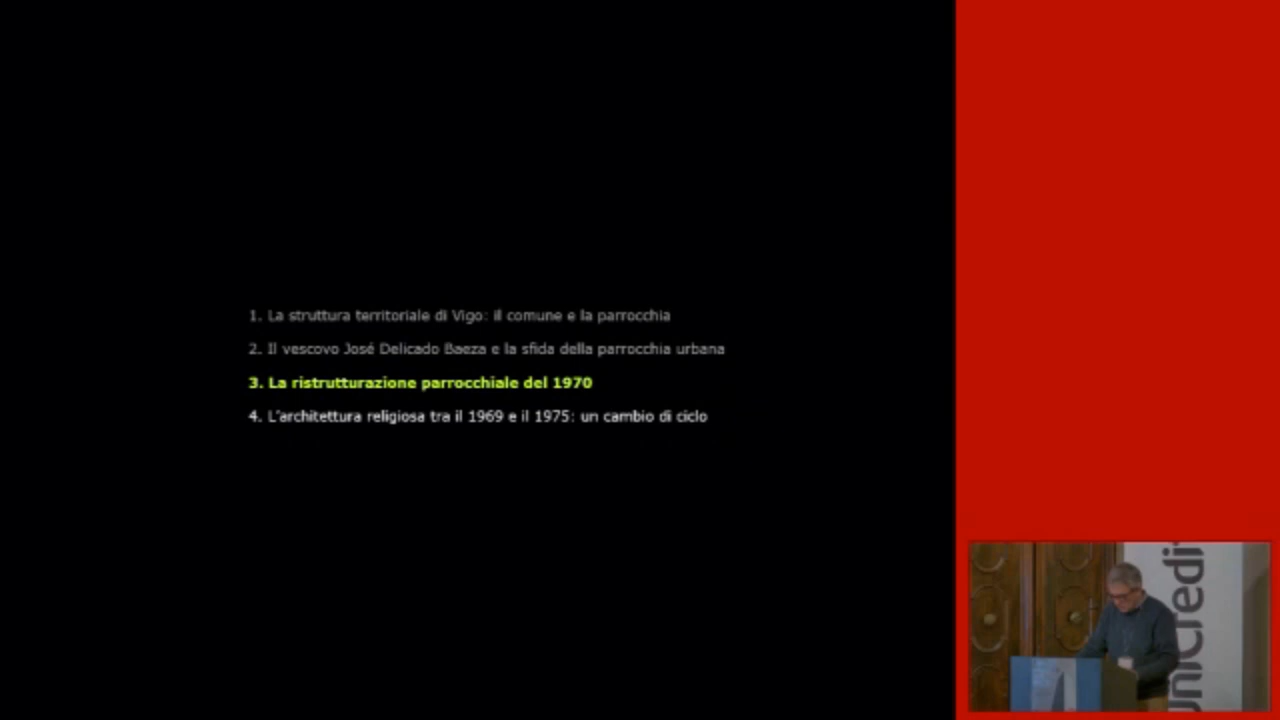 1. La struttura territoriale di Vigo: il comune e la parrocchia
2. Il vescovo José Delicado Baeza e la sfida della parrocchia urbana
3. La ristrutturazione parrocchiale del 1970
4. L'architettura religiosa tra il 1969 e il 1975: un cambio di ciclo
unicredi